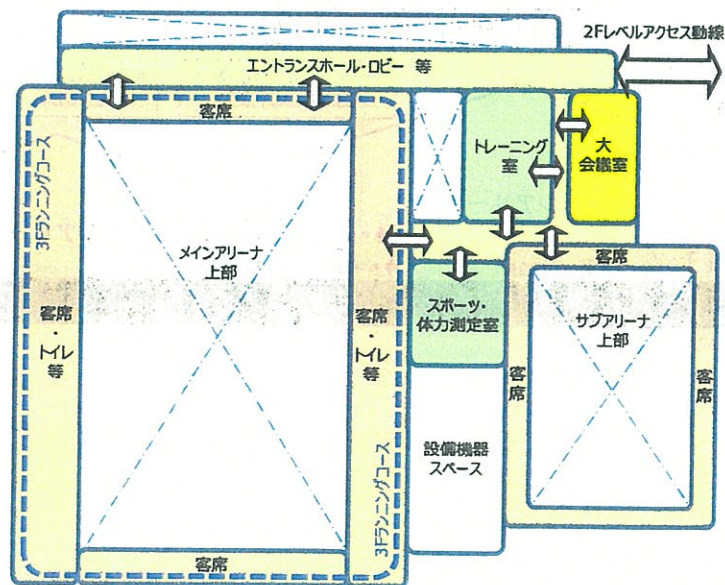 2Fレベルアクセス動線
エントランスホール・ロビー 等
客席
トレーニング
室
大
会議室
3Fランニングコース
メインアリーナ
上部
客席
サブアリーナ
上部
スポーツ・
体力測定室
客席・トイレ等
客席・トイレ等
客席
客席
設備機器
スペース
3Fランニングコース
客席